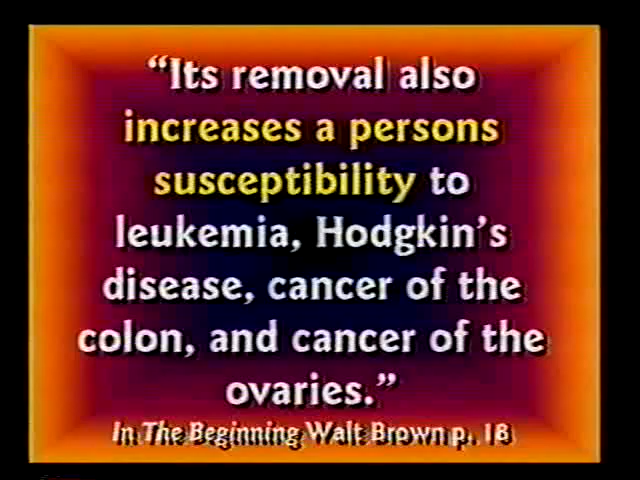 “Its removal also
increases a persons
susceptibility to
leukemia, Hodgkin’s
disease, cancer of the
colon, and cancer of the
ovaries.”
In The Beginning Walt Brown p. 18